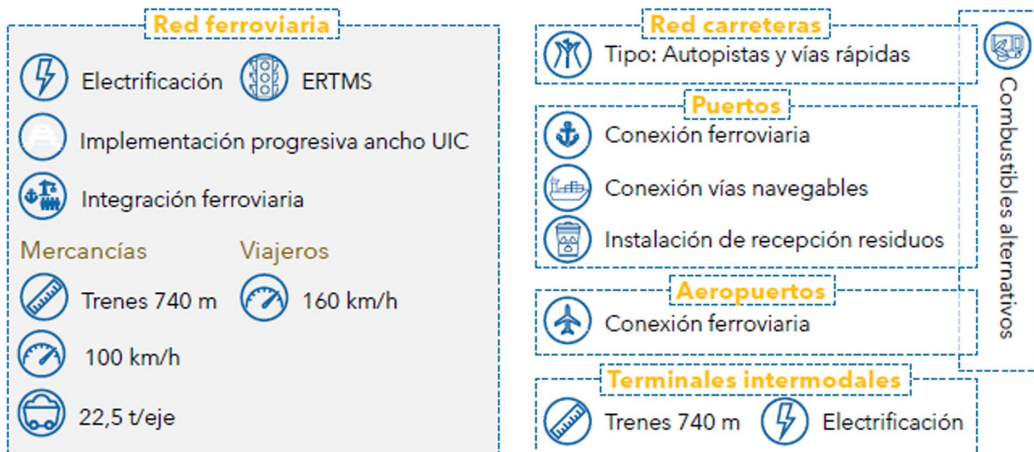 Red ferroviaria
Electrificación
ERTMS
Implementación progresiva ancho UIC
Integración ferroviaria
Mercancías
Viajeros
Trenes 740 m
160 km/h
100 km/h
22,5 t/eje
Red carreteras
Tipo: Autopistas y vías rápidas
Puertos
Conexión ferroviaria
Conexión vías navegables
Instalación de recepción residuos
Aeropuertos
Conexión ferroviaria
Terminales intermodales
Trenes 740 m
Electrificación
Combustibles alternativos